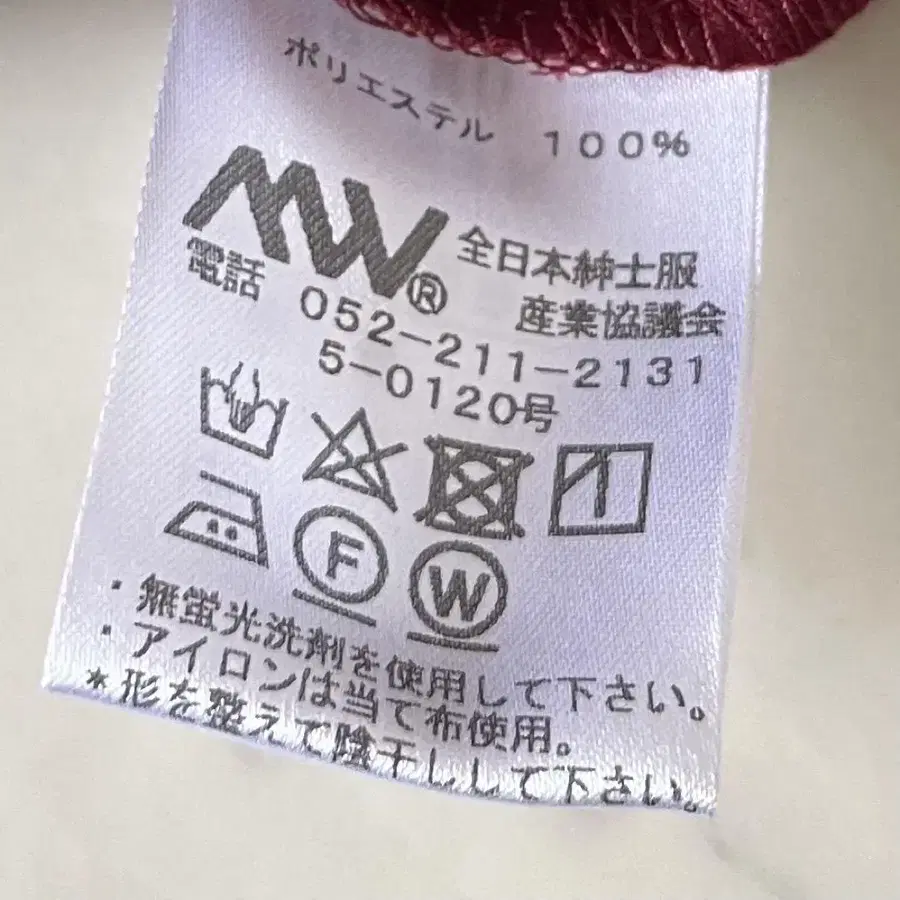 ポリエステル 100%
MW® 全日本紳士服
産業協議会
電話 052-211-2131
5-0120号
F
W
・無蛍光洗剤を使用して下さい。
・アイロンは当て布使用。
*形を整えて陰干しして下さい。